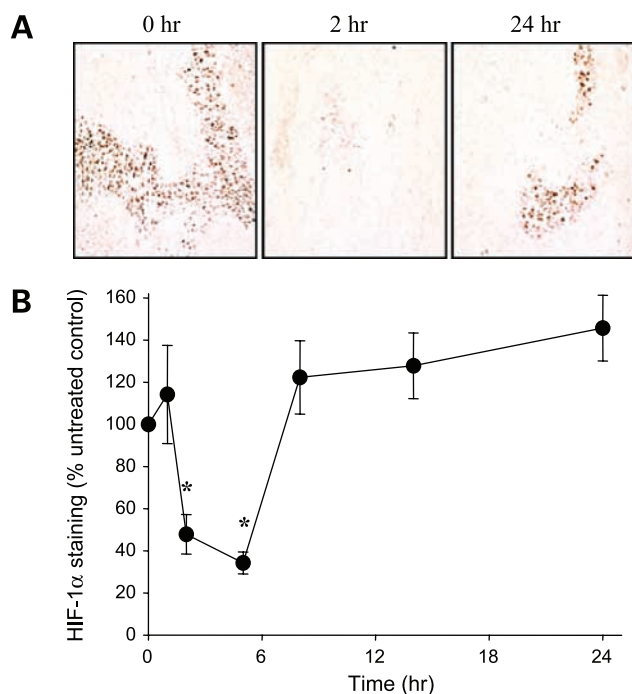 A
0 hr 2 hr 24 hr
B
HIF-1α staining (% untreated control)
160
140
120
100
80
60
40
20
0
*
*
0 6 12 18 24
Time (hr)